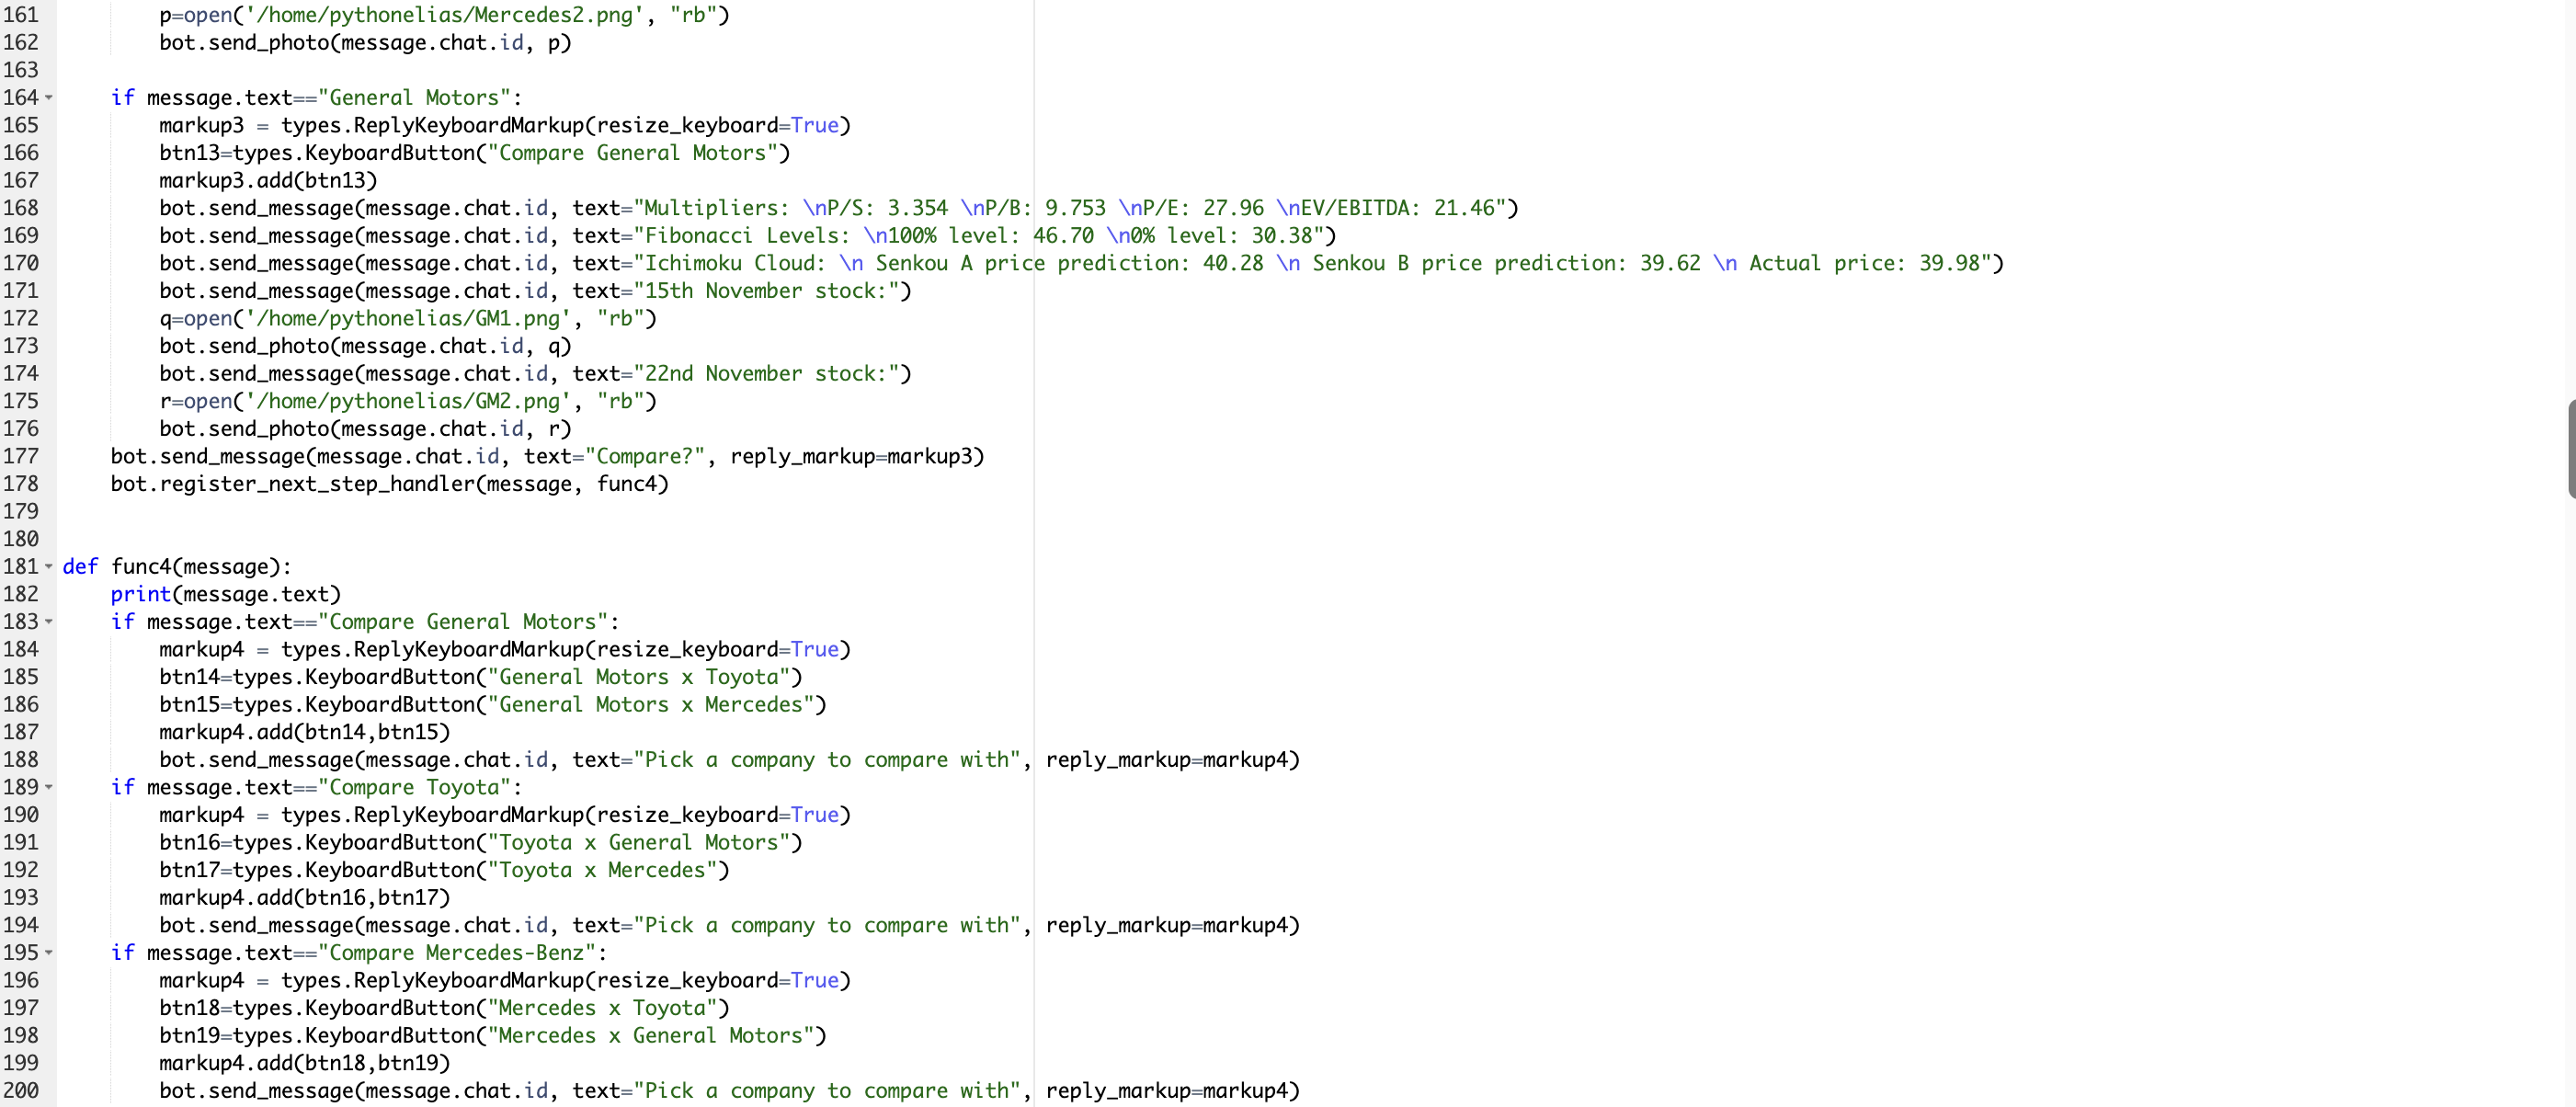 161         p=open('/home/pythonelias/Mercedes2.png', "rb")
162         bot.send_photo(message.chat.id, p)
163
164     if message.text=="General Motors":
165         markup3 = types.ReplyKeyboardMarkup(resize_keyboard=True)
166         btn13=types.KeyboardButton("Compare General Motors")
167         markup3.add(btn13)
168         bot.send_message(message.chat.id, text="Multipliers: \nP/S: 3.354 \nP/B: 9.753 \nP/E: 27.96 \nEV/EBITDA: 21.46")
169         bot.send_message(message.chat.id, text="Fibonacci Levels: \n100% level: 46.70 \n0% level: 30.38")
170         bot.send_message(message.chat.id, text="Ichimoku Cloud: \n Senkou A price prediction: 40.28 \n Senkou B price prediction: 39.62 \n Actual price: 39.98")
171         bot.send_message(message.chat.id, text="15th November stock:")
172         q=open('/home/pythonelias/GM1.png', "rb")
173         bot.send_photo(message.chat.id, q)
174         bot.send_message(message.chat.id, text="22nd November stock:")
175         r=open('/home/pythonelias/GM2.png', "rb")
176         bot.send_photo(message.chat.id, r)
177     bot.send_message(message.chat.id, text="Compare?", reply_markup=markup3)
178     bot.register_next_step_handler(message, func4)
179
180
181 def func4(message):
182     print(message.text)
183     if message.text=="Compare General Motors":
184         markup4 = types.ReplyKeyboardMarkup(resize_keyboard=True)
185         btn14=types.KeyboardButton("General Motors x Toyota")
186         btn15=types.KeyboardButton("General Motors x Mercedes")
187         markup4.add(btn14,btn15)
188         bot.send_message(message.chat.id, text="Pick a company to compare with", reply_markup=markup4)
189     if message.text=="Compare Toyota":
190         markup4 = types.ReplyKeyboardMarkup(resize_keyboard=True)
191         btn16=types.KeyboardButton("Toyota x General Motors")
192         btn17=types.KeyboardButton("Toyota x Mercedes")
193         markup4.add(btn16,btn17)
194         bot.send_message(message.chat.id, text="Pick a company to compare with", reply_markup=markup4)
195     if message.text=="Compare Mercedes-Benz":
196         markup4 = types.ReplyKeyboardMarkup(resize_keyboard=True)
197         btn18=types.KeyboardButton("Mercedes x Toyota")
198         btn19=types.KeyboardButton("Mercedes x General Motors")
199         markup4.add(btn18,btn19)
200         bot.send_message(message.chat.id, text="Pick a company to compare with", reply_markup=markup4)